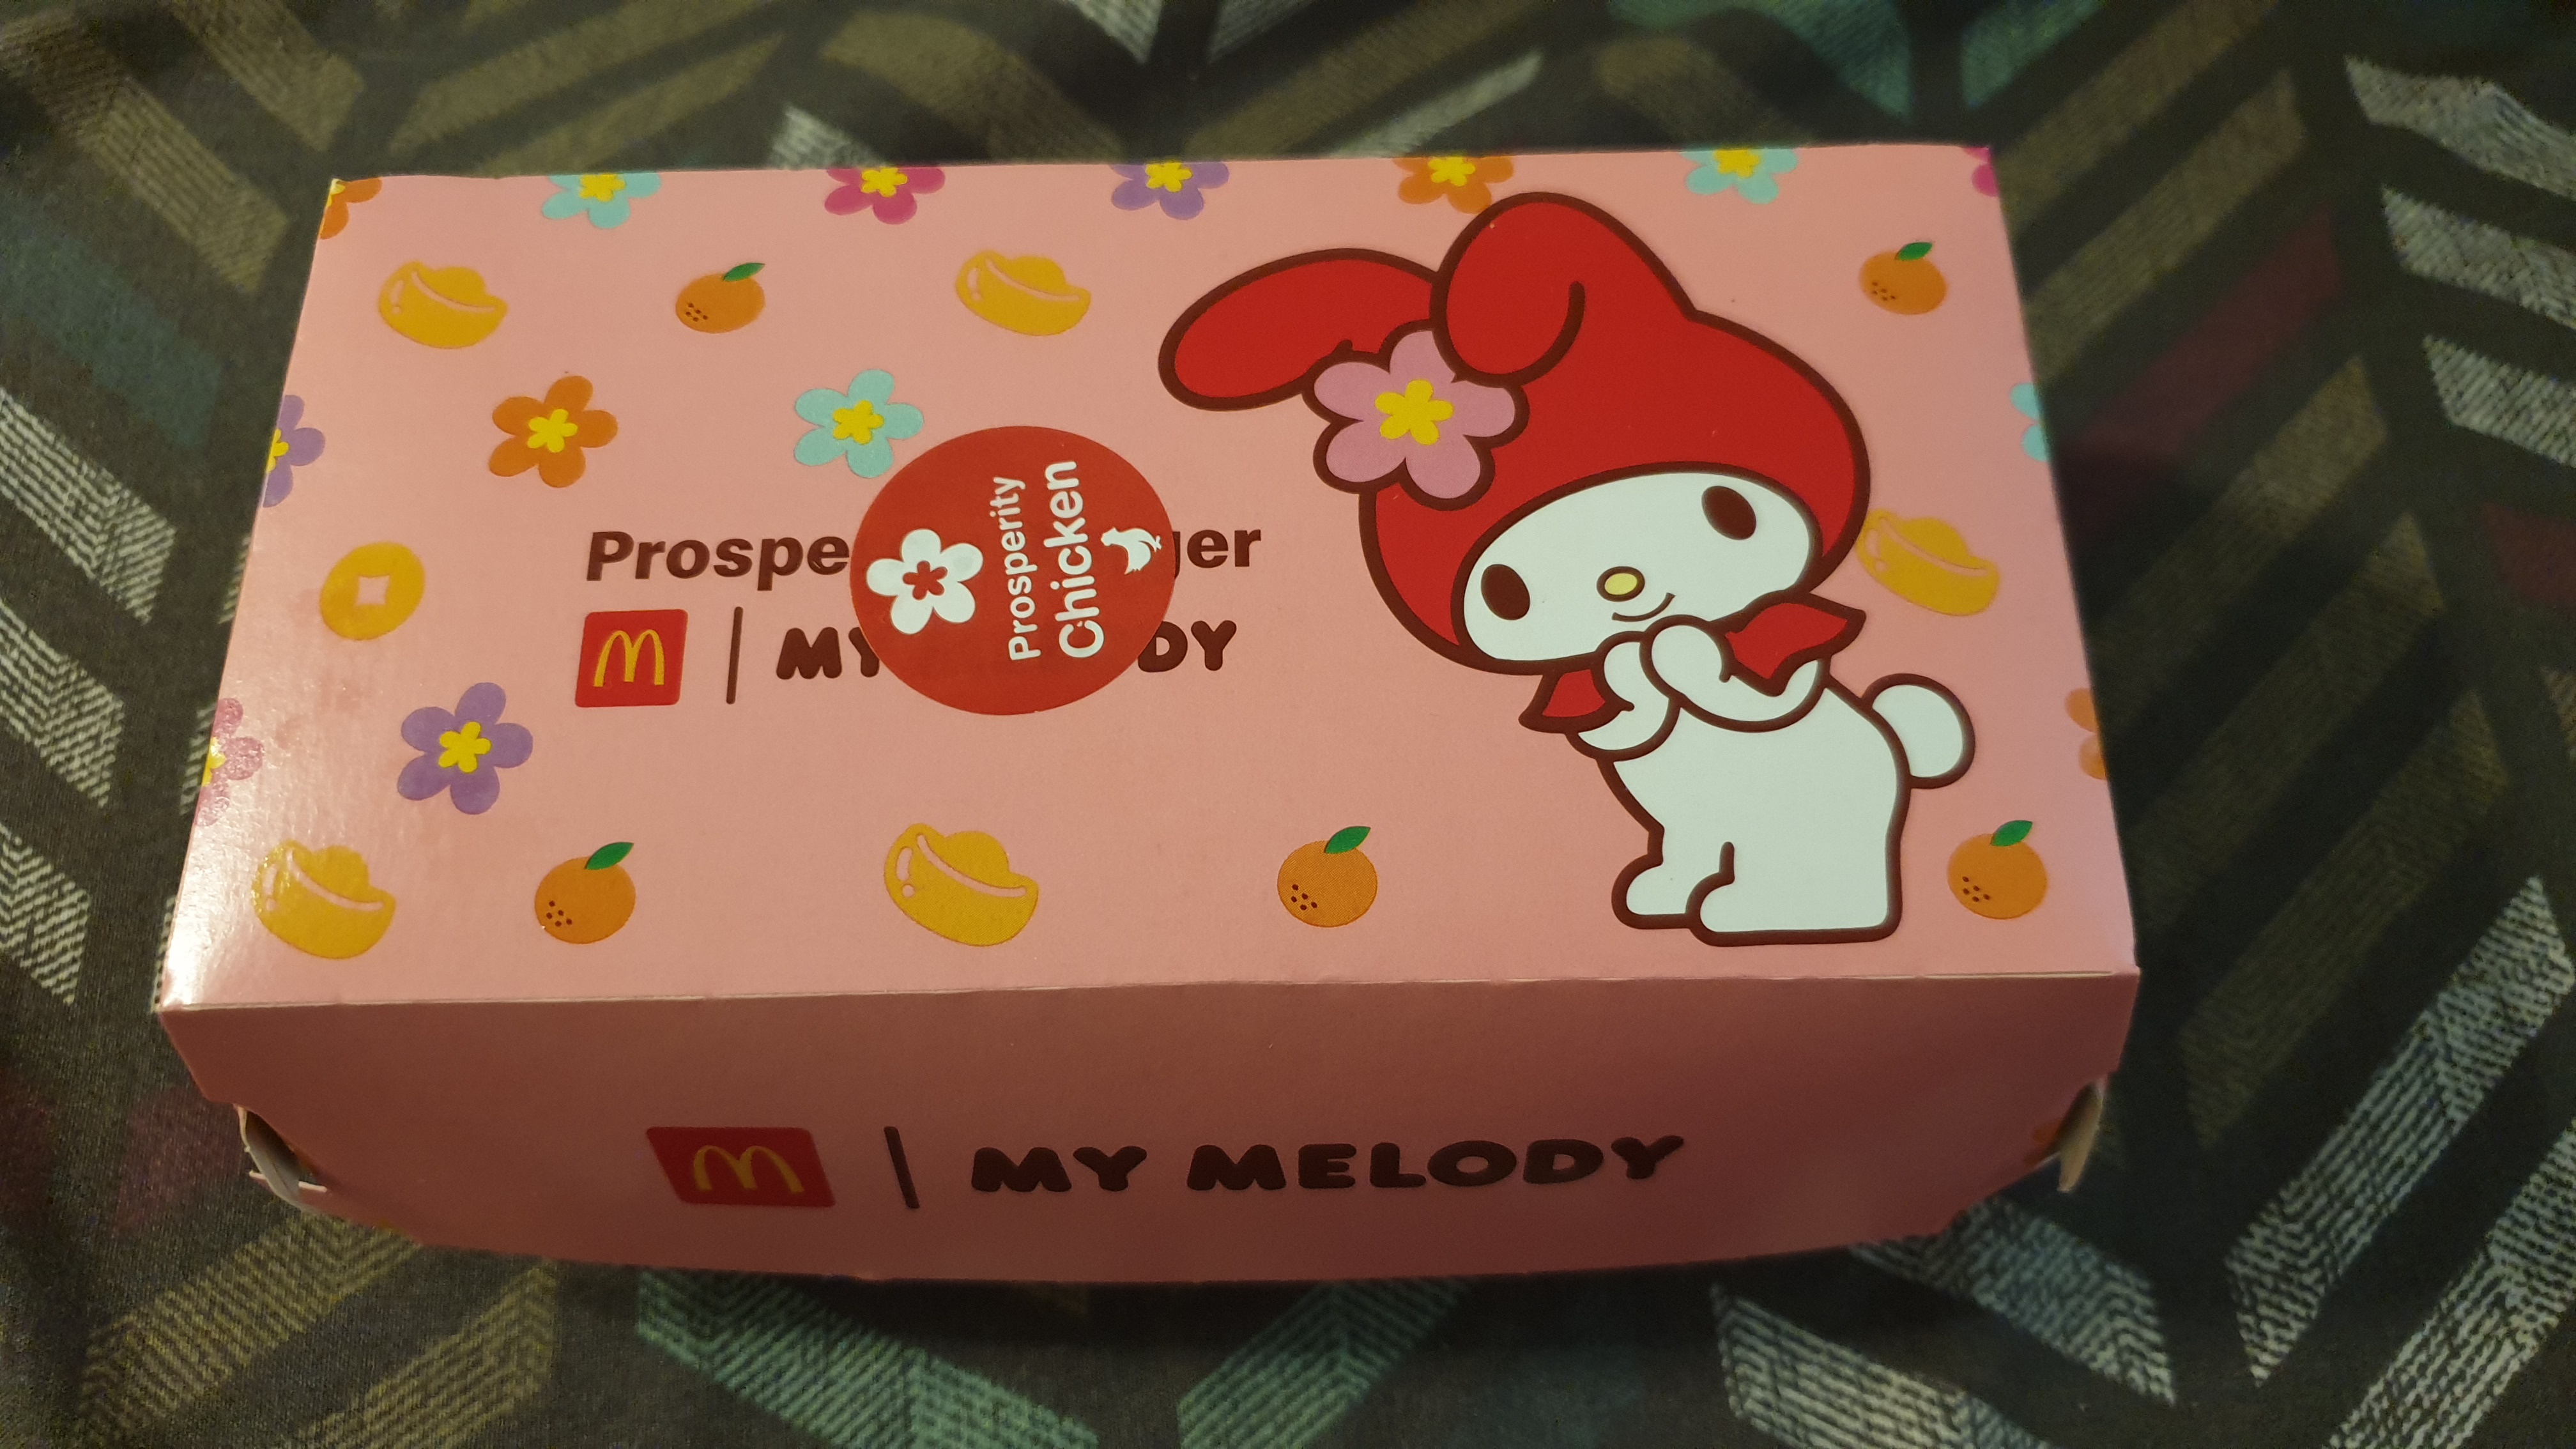 Prospe
ger
MY
DY
Prosperity
Chicken
MY MELODY